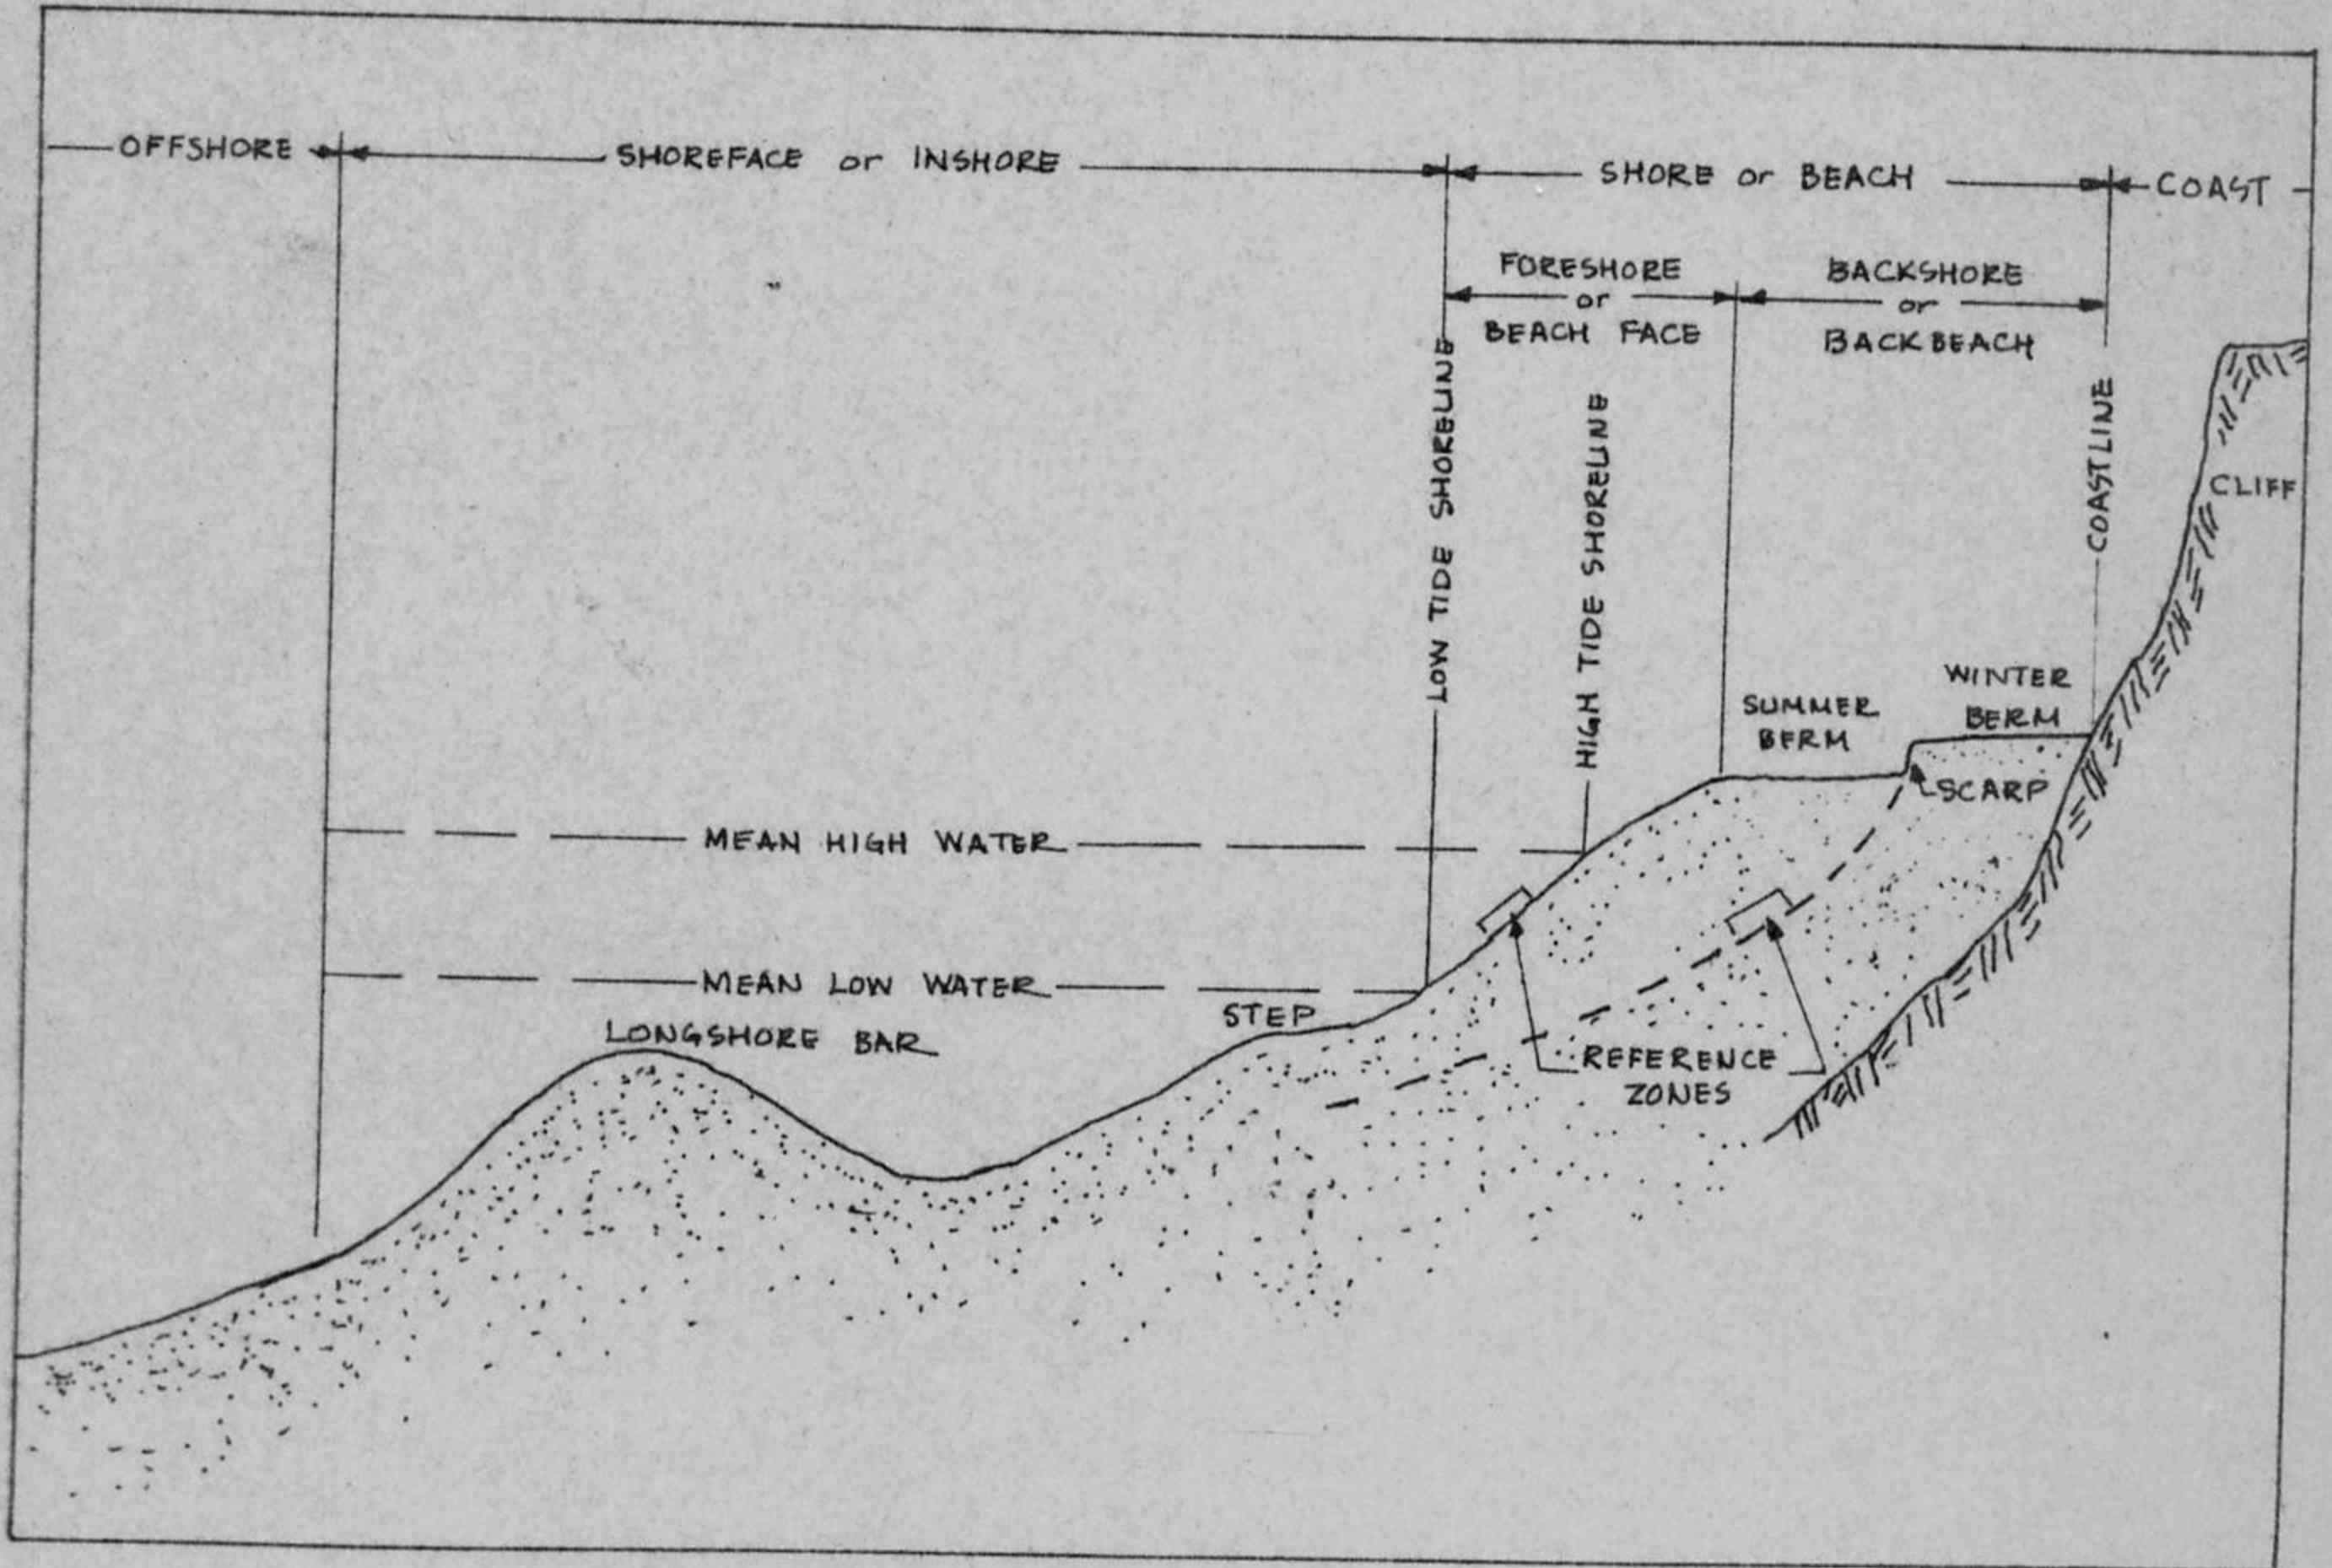 OFFSHORE
SHOREFACE or INSHORE
SHORE or BEACH
COAST
FORESHORE
or
BEACH FACE
BACKSHORE
or
BACKBEACH
LOW TIDE SHORELINE
HIGH TIDE SHORELINE
COASTLINE
CLIFF
WINTER
BERM
SUMMER
BERM
SCARP
MEAN HIGH WATER
MEAN LOW WATER
STEP
LONGSHORE BAR
REFERENCE
ZONES